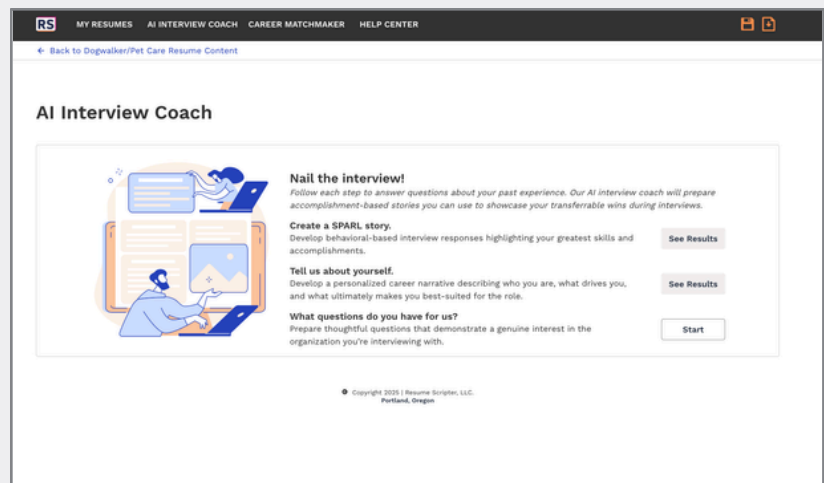 RS MY RESUMES AI INTERVIEW COACH CAREER MATCHMAKER HELP CENTER
← Back to Dogwalker/Pet Care Resume Content
AI Interview Coach
Nail the interview!
Follow each step to answer questions about your past experience. Our AI interview coach will prepare
accomplishment-based stories you can use to showcase your transferrable wins during interviews.
Create a SPARL story.
Develop behavioral-based interview responses highlighting your greatest skills and
accomplishments.
See Results
Tell us about yourself.
Develop a personalized career narrative describing who you are, what drives you,
and what ultimately makes you best-suited for the role.
See Results
What questions do you have for us?
Prepare thoughtful questions that demonstrate a genuine interest in the
organization you're interviewing with.
Start
Copyright 2025 | Resume Scripter, LLC.
Portland, Oregon